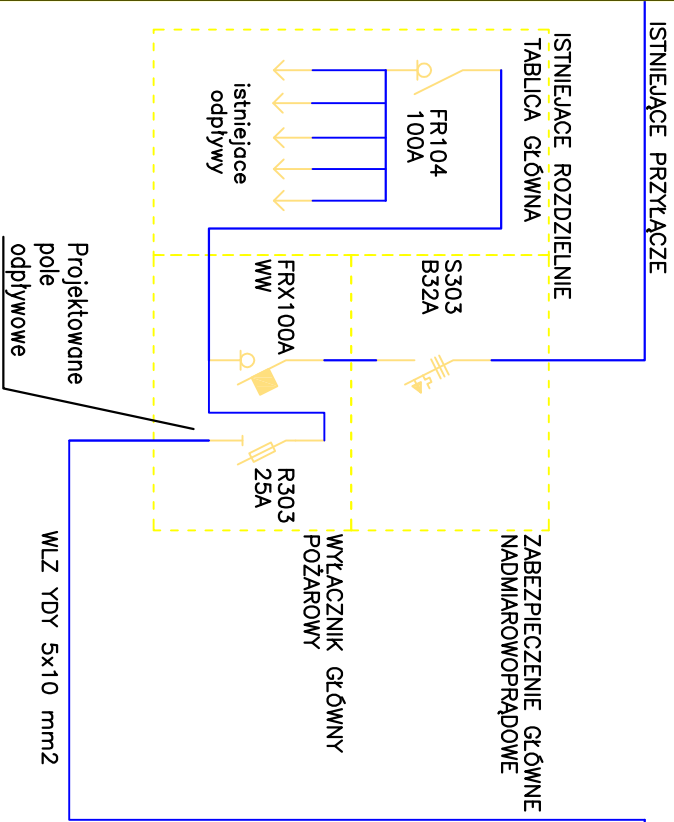 ISTNIEJĄCE PRZYŁĄCZE
ISTNIEJACE ROZDZIELNIE
TABLICA GŁÓWNA
FR104
100A
istniejace
odpływy
S303
B32A
FRX100A
WW
Projektowane
pole
odpływowe
R303
25A
ZABEZPIECZENIE GŁÓWNE
NADMIAROWOPRĄDOWE
WYŁĄCZNIK GŁÓWNY
POŻAROWY
WLZ YDY 5x10 mm2